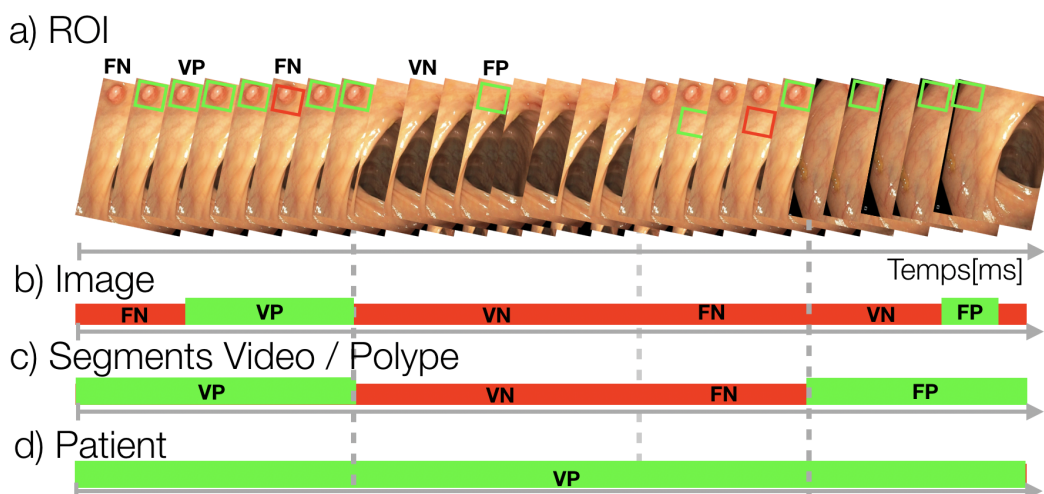 a) ROI
FN VP FN VN FP
Temps[ms]
b) Image
FN VP VN FN VN FP
c) Segments Video / Polype
VP VN FN FP
d) Patient
VP